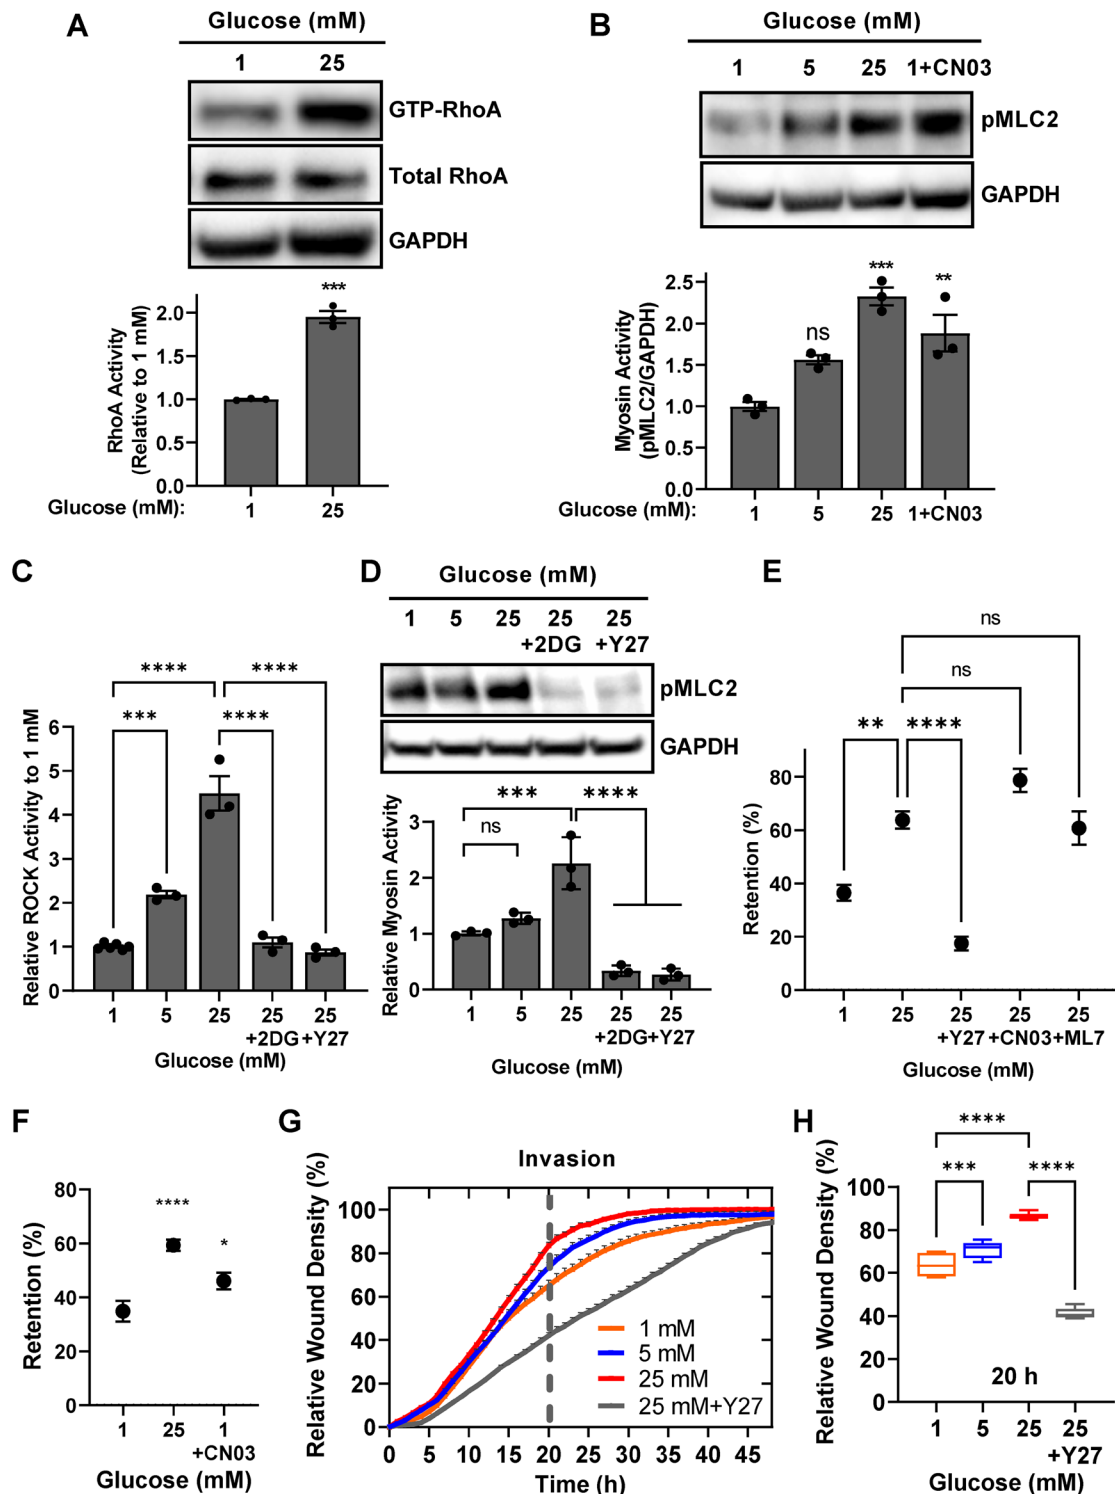 A
Glucose (mM)
1 25
GTP-RhoA
Total RhoA
GAPDH
***
RhoA Activity
(Relative to 1 mM)
2.0
1.5
1.0
0.5
0.0
Glucose (mM): 1 25
B
Glucose (mM)
1 5 25 1+CN03
pMLC2
GAPDH
ns *** **
Myosin Activity
(pMLC2/GAPDH)
2.5
2.0
1.5
1.0
0.5
0.0
Glucose (mM): 1 5 25 1+CN03
C
**** ****
*** ****
Relative ROCK Activity to 1 mM
6
5
4
3
2
1
0
1 5 25 25 25
+2DG +Y27
Glucose (mM)
D
Glucose (mM)
1 5 25 25 25
+2DG +Y27
pMLC2
GAPDH
*** ****
ns
Relative Myosin Activity
3
2
1
0
1 5 25 25 25
+2DG +Y27
Glucose (mM)
E
ns
ns
** ****
Retention (%)
80
60
40
20
0
1 25 25 25 25
+Y27 +CN03 +ML7
Glucose (mM)
F
**** *
Retention (%)
80
60
40
20
0
1 25 1
+CN03
Glucose (mM)
G
Invasion
Relative Wound Density (%)
100
80
60
40
20
0
1 mM
5 mM
25 mM
25 mM+Y27
0 5 10 15 20 25 30 35 40 45
Time (h)
H
****
*** ****
Relative Wound Density (%)
100
80
60
40
20
0
20 h
1 5 25 25
+Y27
Glucose (mM)